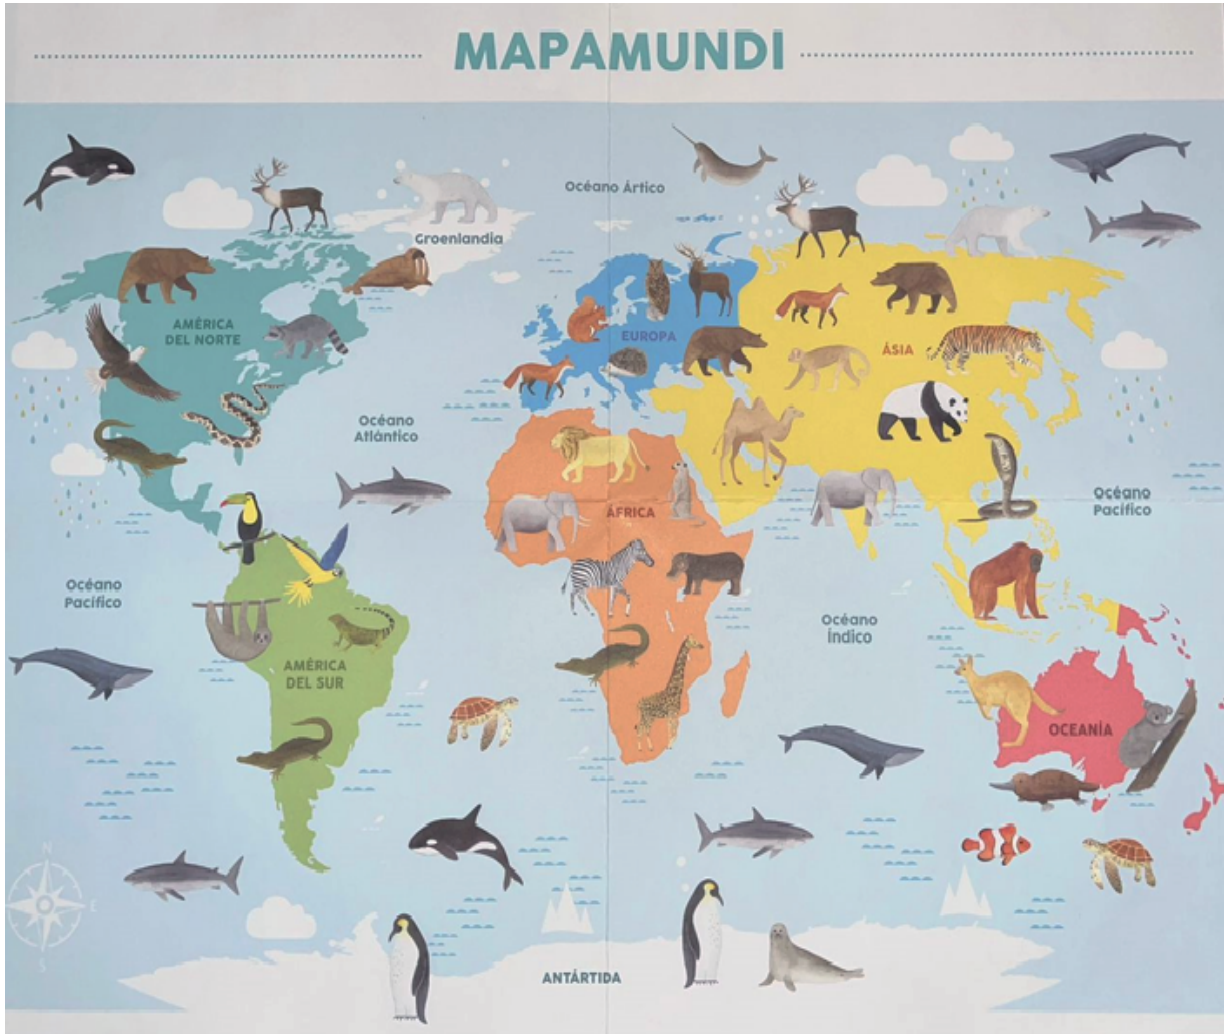 MAPAMUNDI
Océano Ártico
Groenlandia
AMÉRICA
DEL NORTE
EUROPA
ÁSIA
Océano
Atlántico
ÁFRICA
Océano
Pacífico
Océano
Pacífico
Océano
Índico
AMÉRICA
DEL SUR
OCEANÍA
N
E
S
ANTÁRTIDA